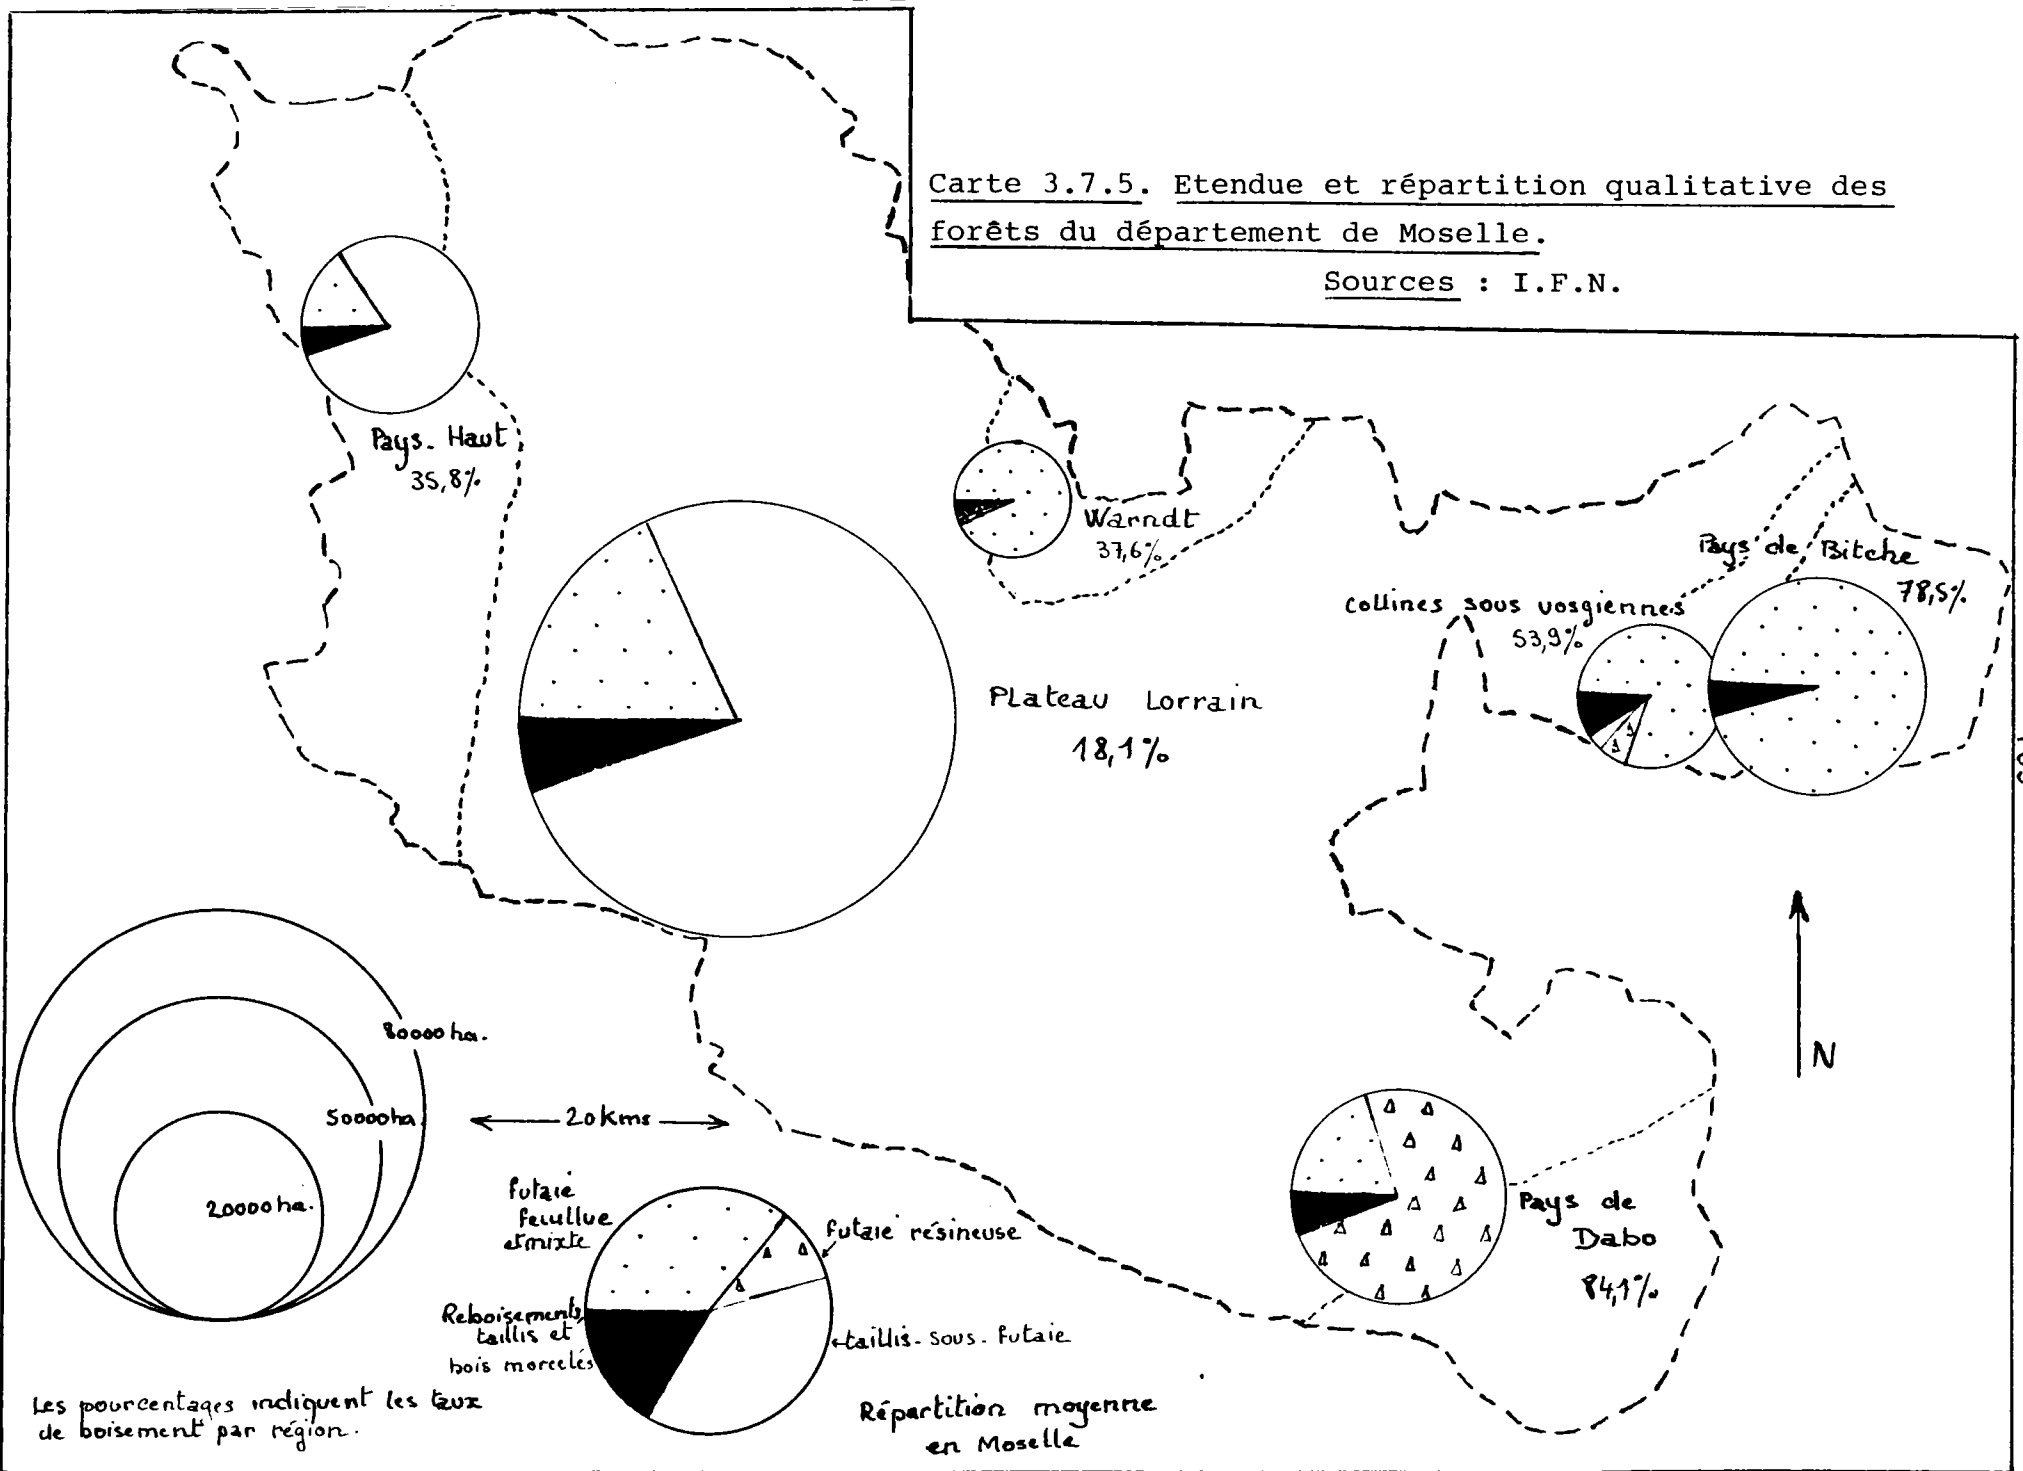 Carte 3.7.5. Etendue et répartition qualitative des
forêts du département de Moselle.
Sources : I.F.N.
Pays-Haut
35,8%
Warndt
37,6%
Pays de Bitche
78,5%
Collines sous vosgiennes
53,9%
Plateau Lorrain
18,1%
N
80000 ha.
50000 ha.
20000 ha.
20 Kms
Pays de
Dabo
84,1%
futaie
feuillue
et mixte
futaie résineuse
Reboisements,
taillis et
bois morcelés
taillis-sous-futaie
Répartition moyenne
en Moselle
Les pourcentages indiquent les taux
de boisement par région.